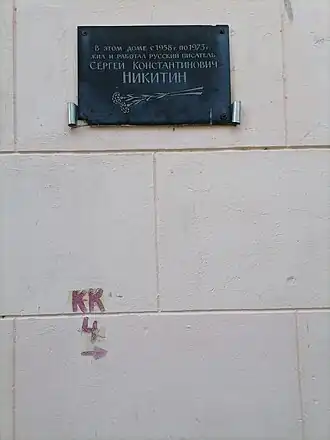 В ЭТОМ ДОМЕ С 1958 Г. ПО 1973 Г.
ЖИЛ И РАБОТАЛ РУССКИЙ ПИСАТЕЛЬ
СЕРГЕЙ КОНСТАНТИНОВИЧ
НИКИТИН
КК
4
→